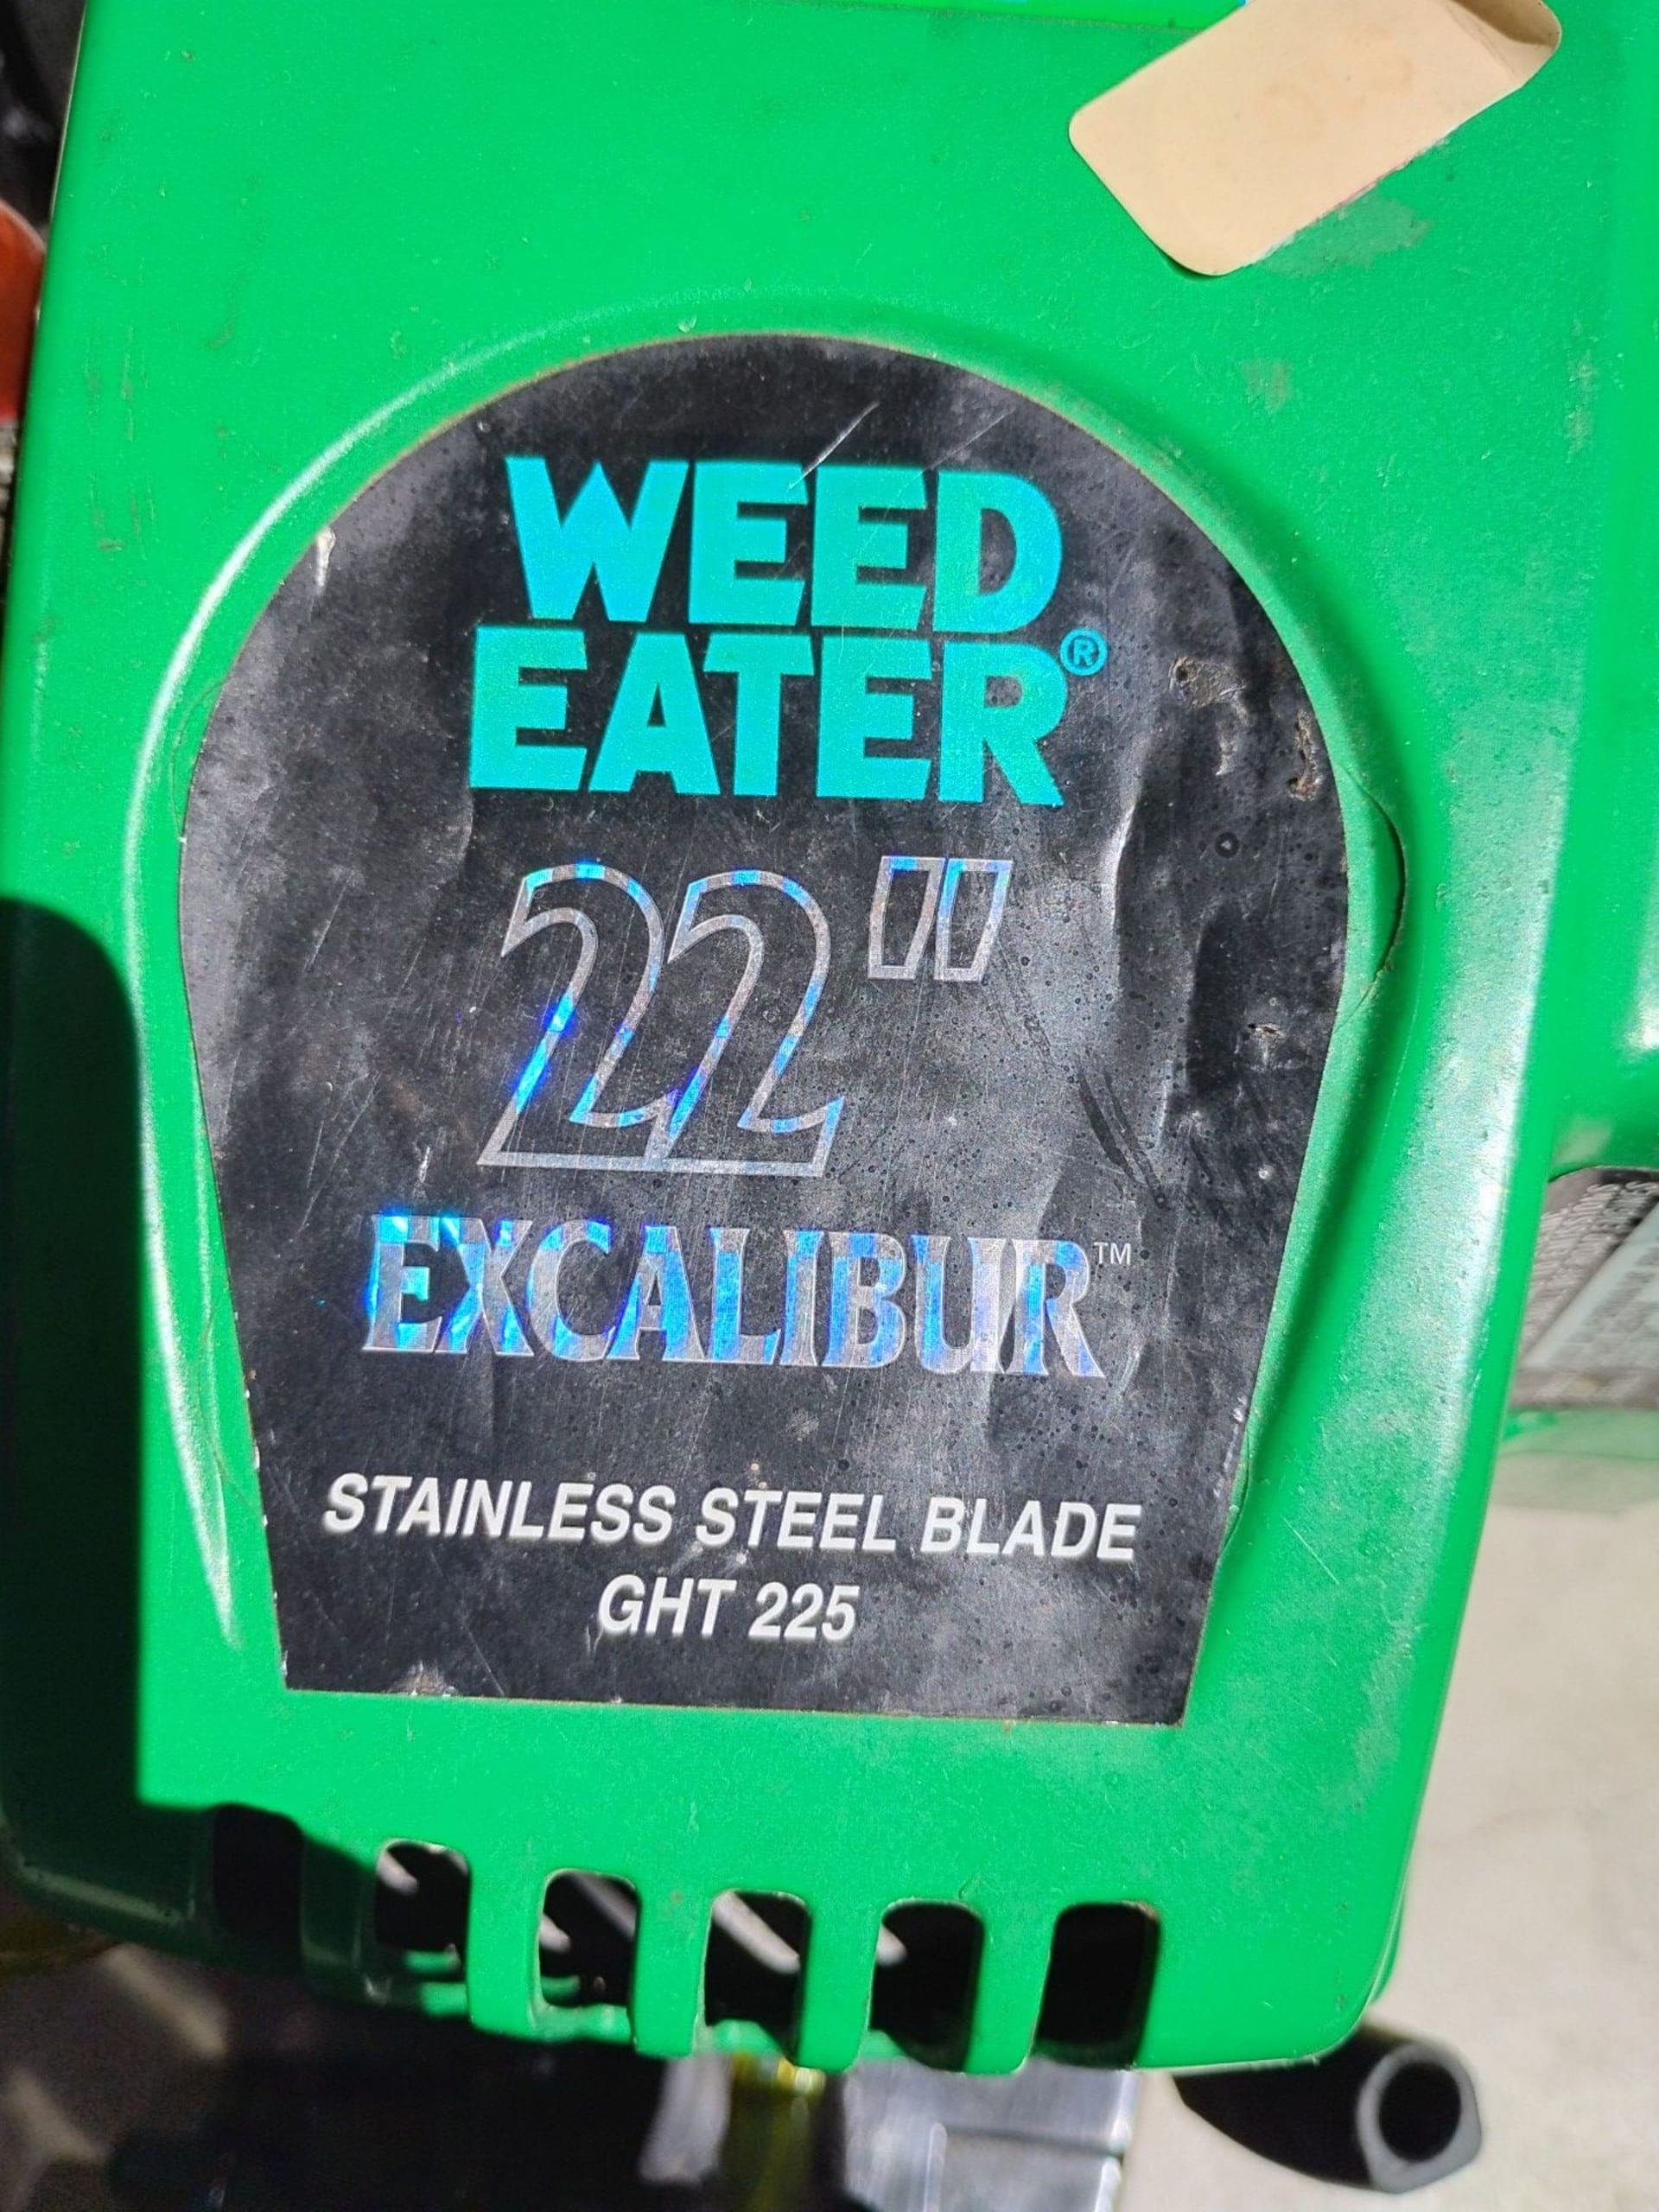 WEED
EATER®
22"
EXCALIBUR™
STAINLESS STEEL BLADE
GHT 225